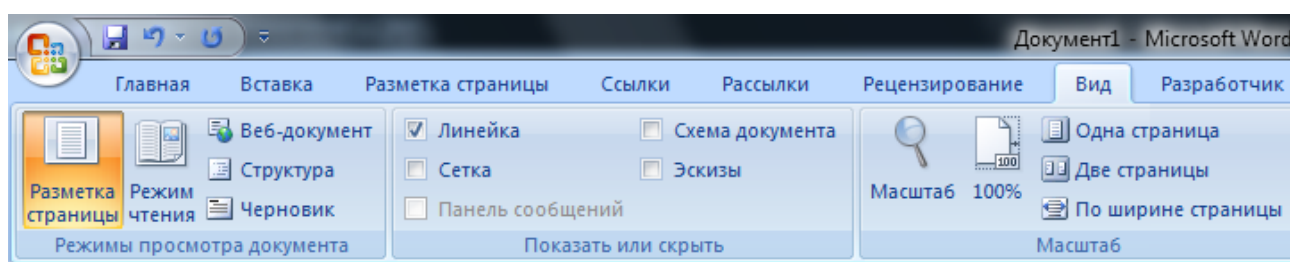 Документ1 - Microsoft Word
Главная Вставка Разметка страницы Ссылки Рассылки Рецензирование Вид Разработчик
Разметка страницы
Режим чтения
Веб-документ
Структура
Черновик
Режимы просмотра документа
Линейка
Сетка
Панель сообщений
Схема документа
Эскизы
Показать или скрыть
Масштаб
100
100%
Одна страница
Две страницы
По ширине страницы
Масштаб